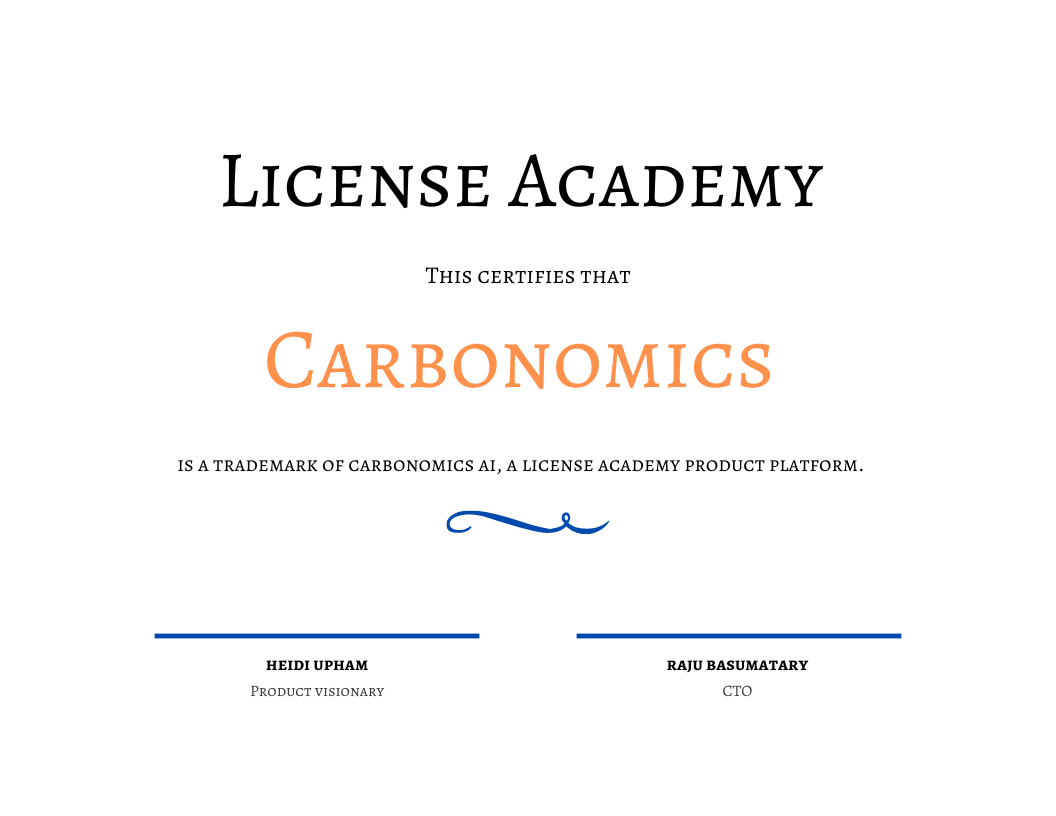 License Academy
This certifies that
Carbonomics
is a trademark of carbonomics ai, a license academy product platform.
heidi upham
raju basumatary
Product visionary
CTO